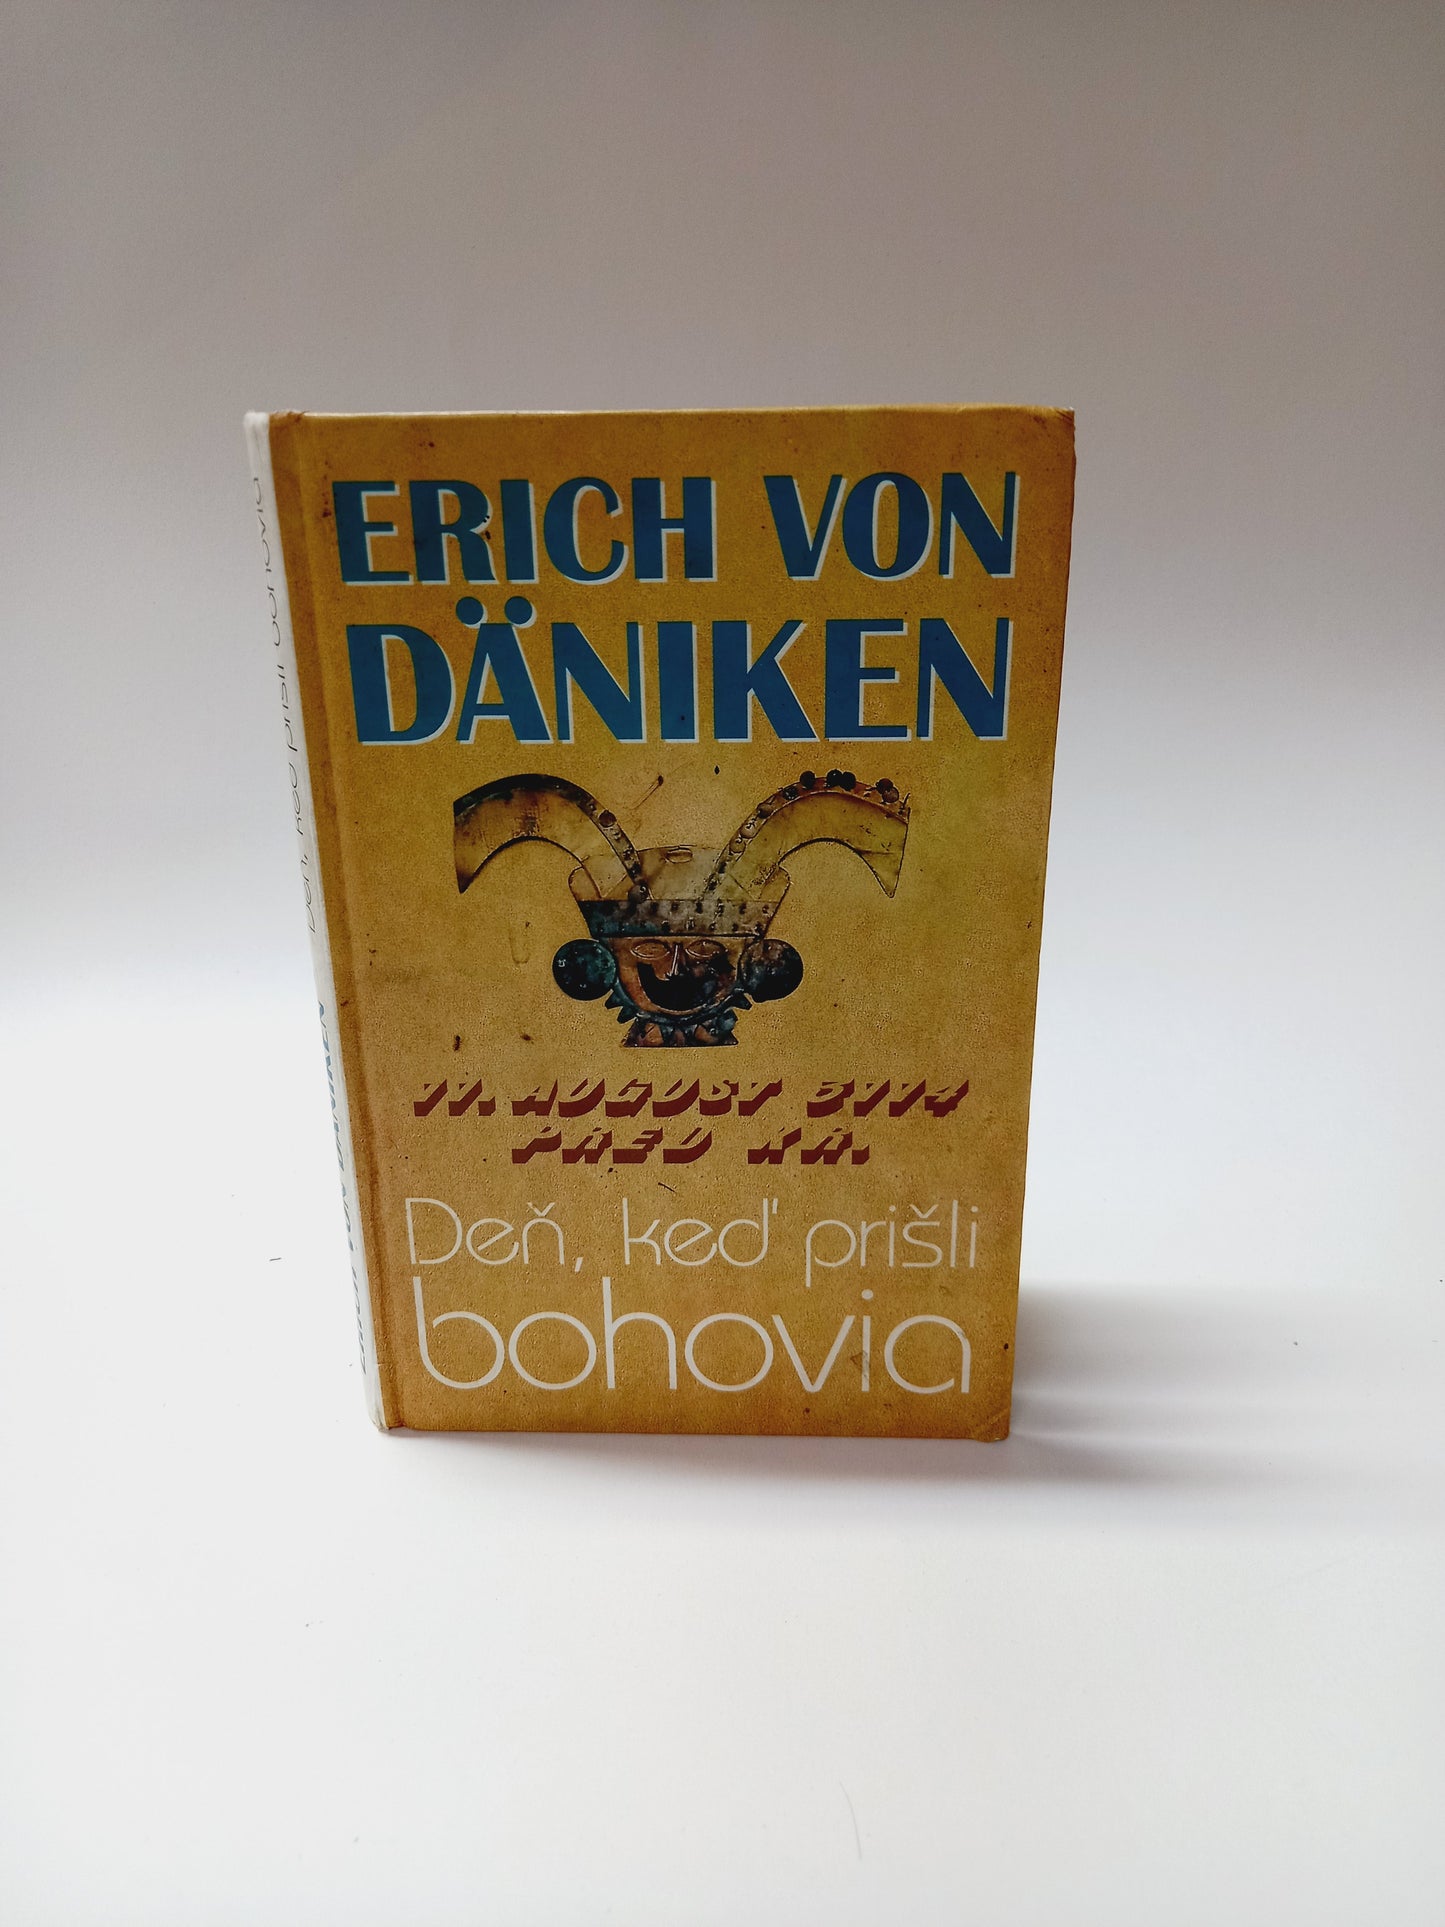 ERICH VON
DÄNIKEN
11. AUGUST 3114
PRED KR.
Deň, keď prišli
bohovia
ERICH VON DÄNIKEN Deň, keď prišli bohovia